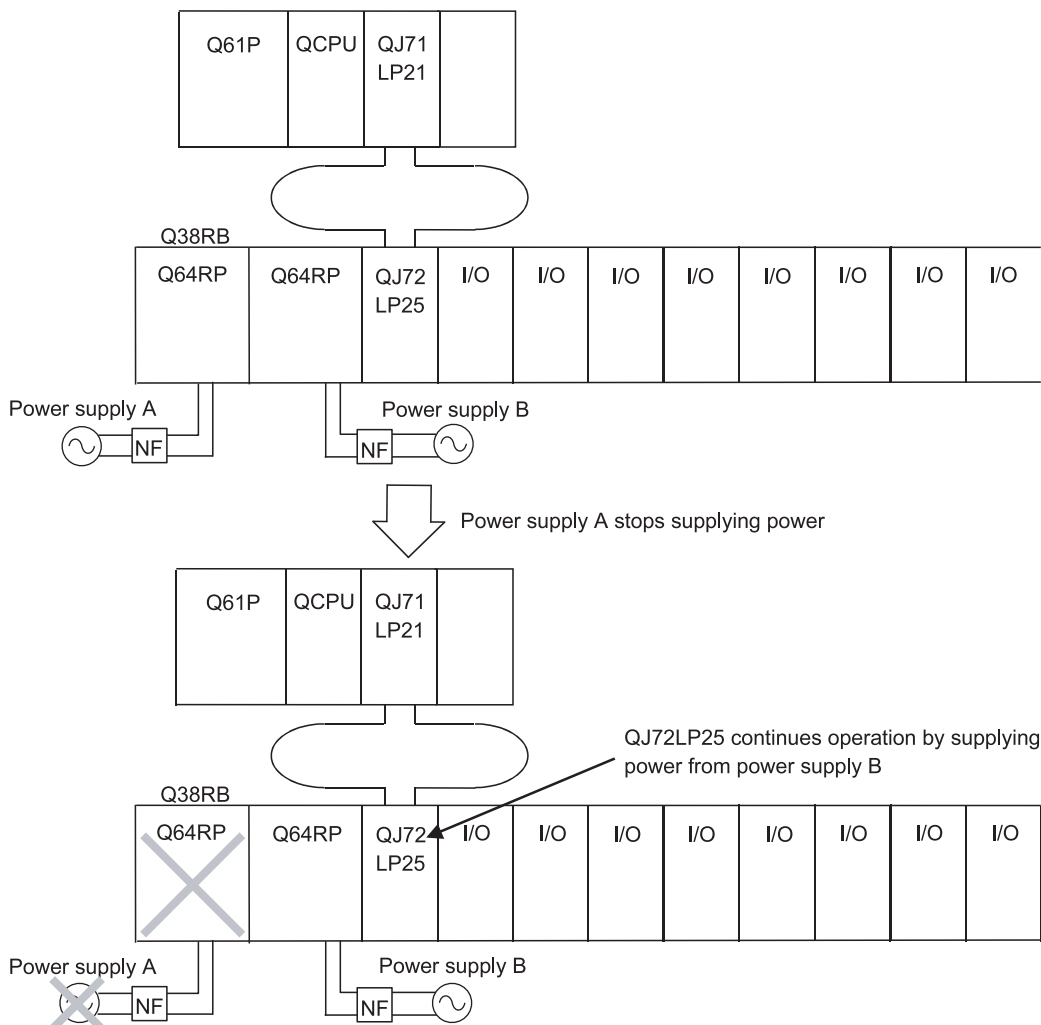 Q61P QCPU QJ71
LP21
Q38RB
Q64RP Q64RP QJ72 I/O I/O I/O I/O I/O I/O I/O I/O
LP25
Power supply A Power supply B
NF NF
Power supply A stops supplying power
Q61P QCPU QJ71
LP21
QJ72LP25 continues operation by supplying
power from power supply B
Q38RB
Q64RP Q64RP QJ72 I/O I/O I/O I/O I/O I/O I/O I/O
LP25
Power supply A Power supply B
NF NF